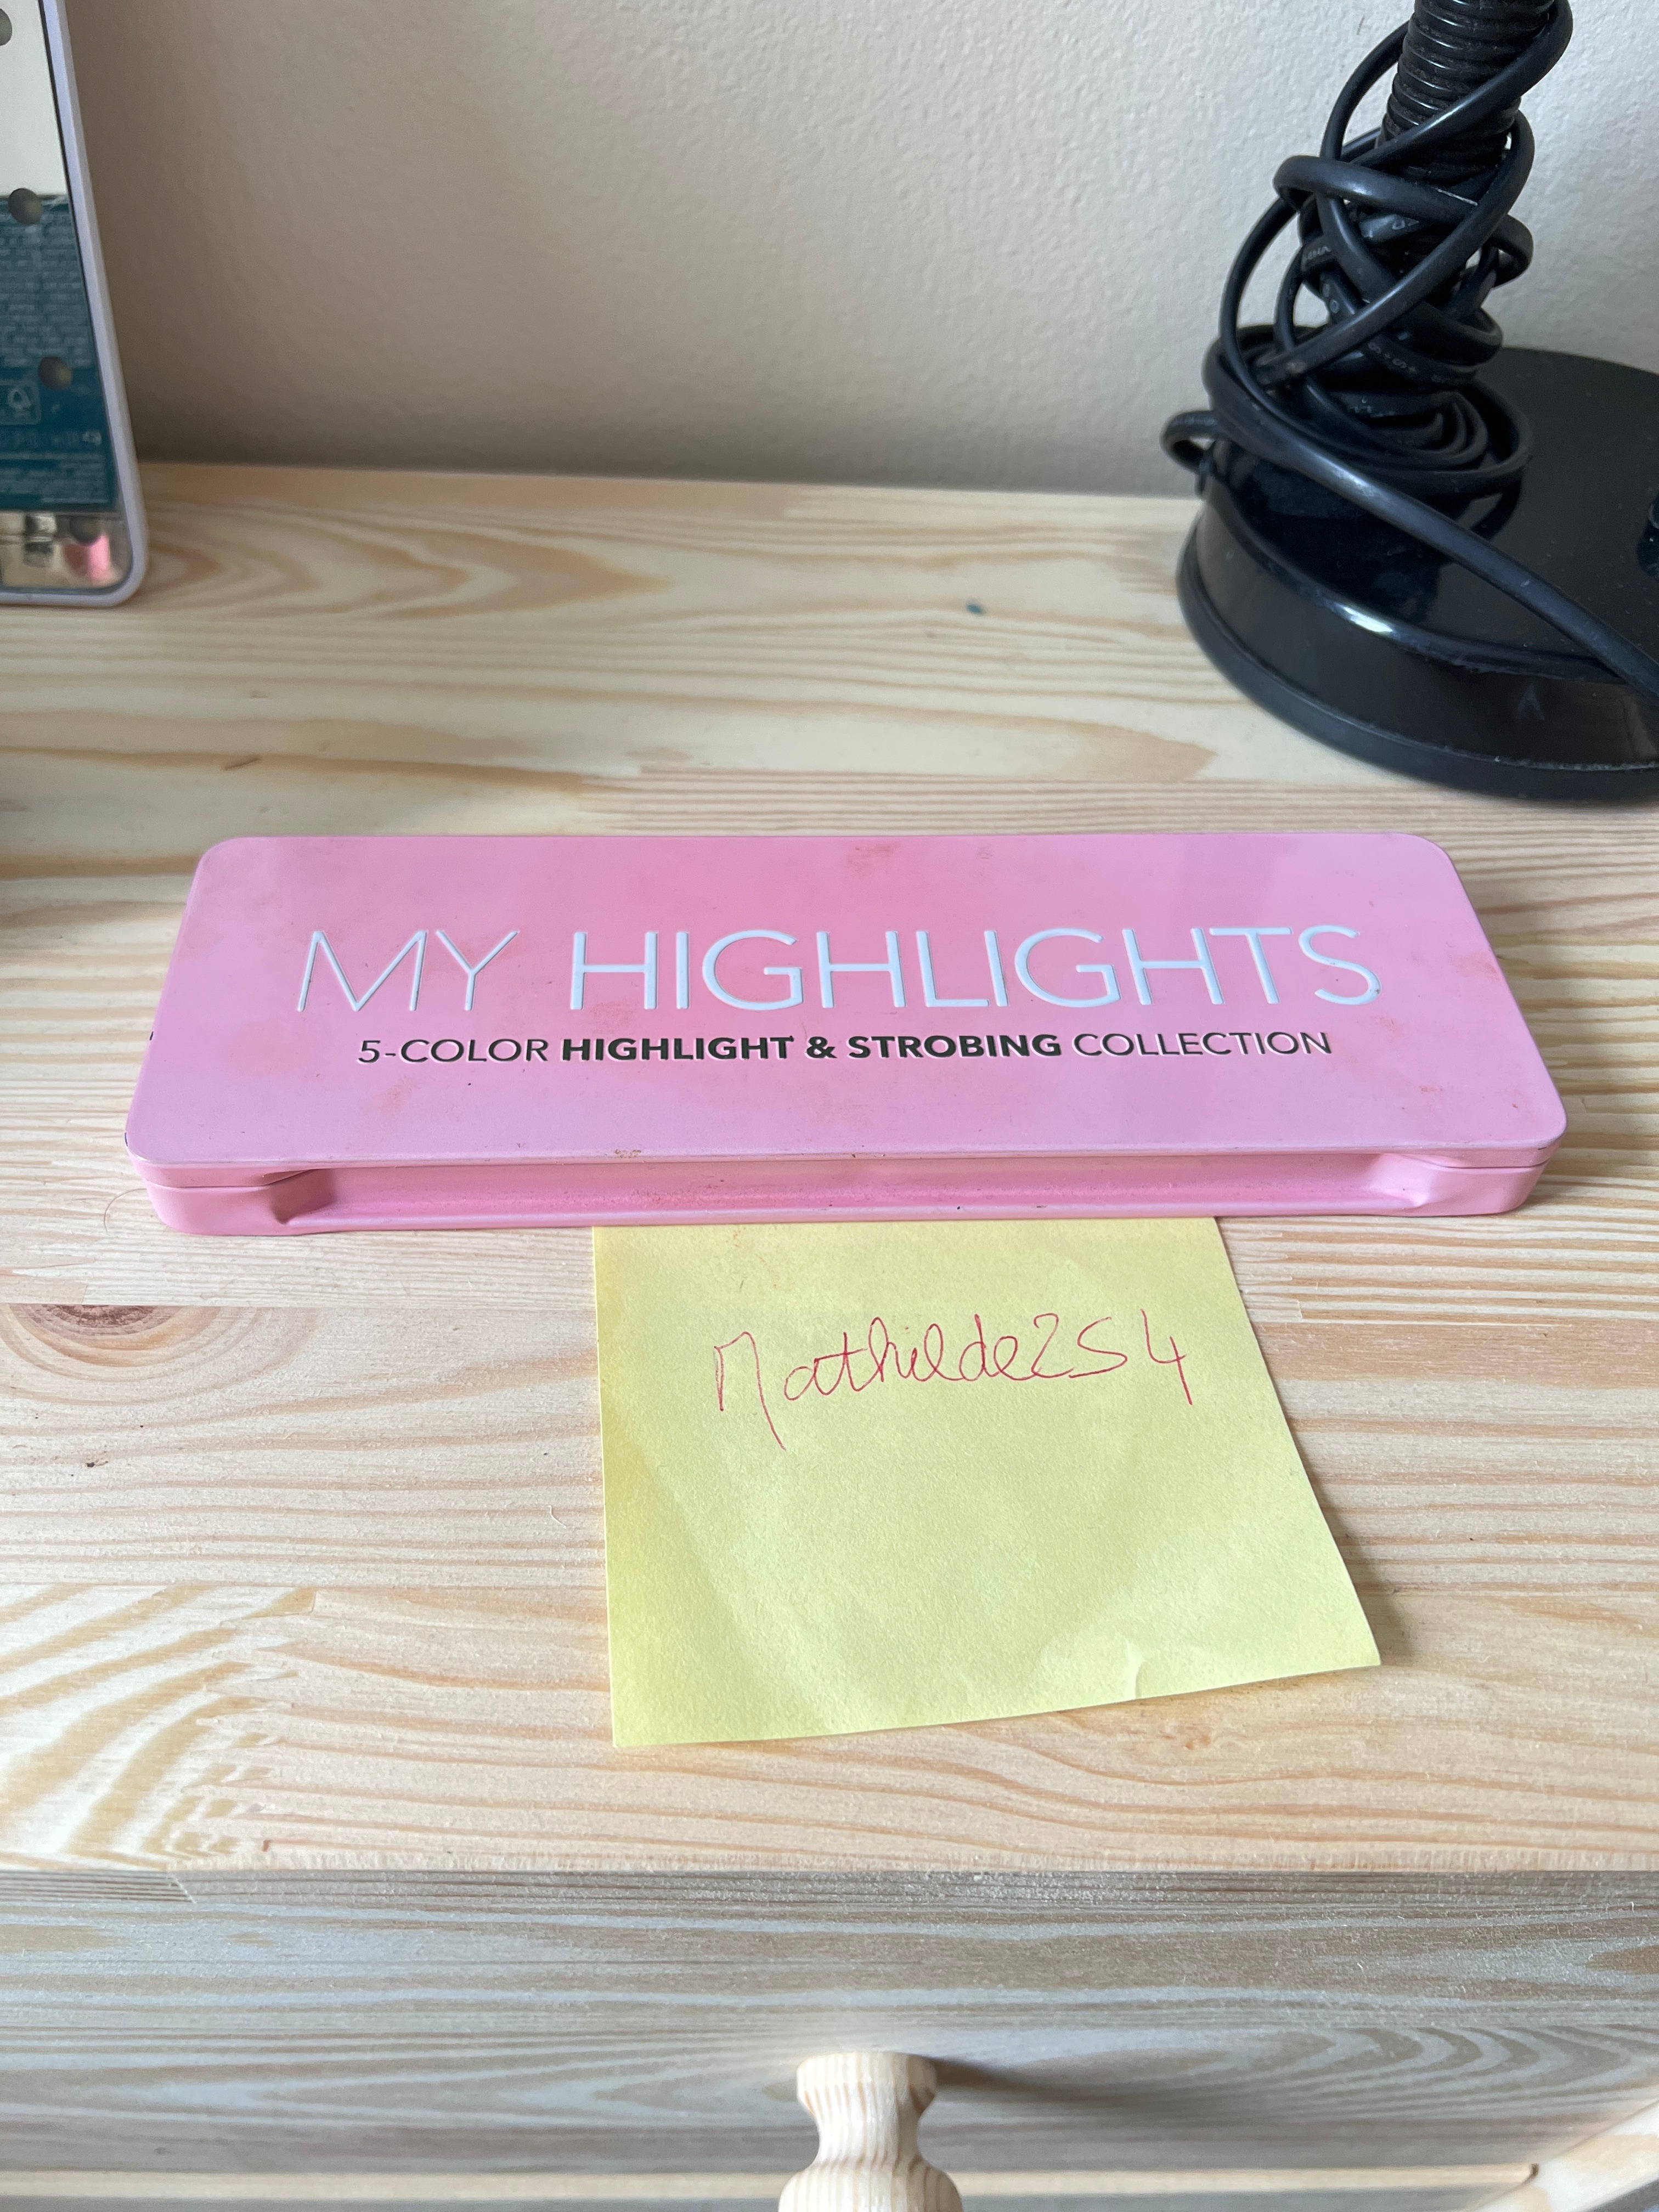 MY HIGHLIGHTS
5-COLOR HIGHLIGHT & STROBING COLLECTION
Mathilde254